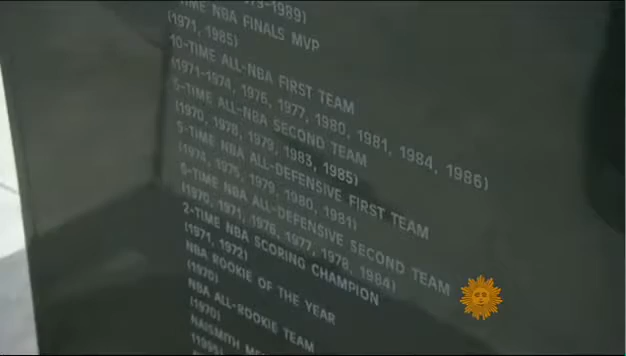 -1989)
TIME NBA FINALS MVP
(1971, 1985)
10-TIME ALL-NBA FIRST TEAM
(1971-1974, 1976, 1977, 1980, 1981, 1984, 1986)
5-TIME ALL-NBA SECOND TEAM
(1970, 1978, 1979, 1983, 1985)
5-TIME NBA ALL-DEFENSIVE FIRST TEAM
(1974, 1975, 1979, 1980, 1981)
6-TIME NBA ALL-DEFENSIVE SECOND TEAM
(1970, 1971, 1976, 1977, 1978, 1984)
2-TIME NBA SCORING CHAMPION
(1971, 1972)
NBA ROOKIE OF THE YEAR
(1970)
NBA ALL-ROOKIE TEAM
(1970)
NAISMITH
(1995)